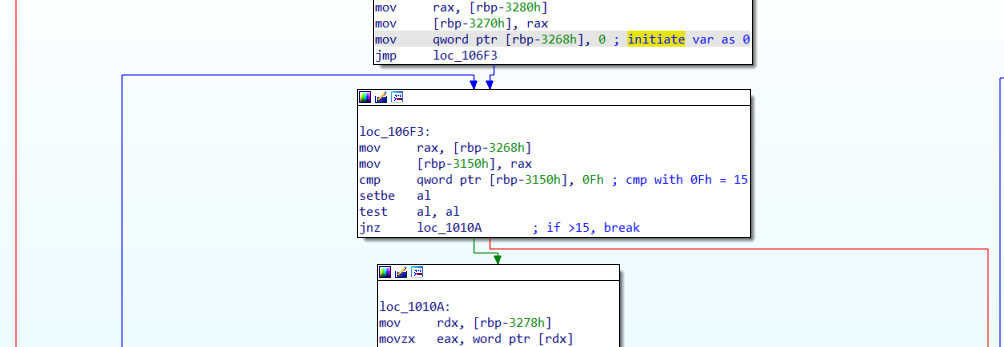 mov rax, [rbp-3280h]
mov [rbp-3270h], rax
mov qword ptr [rbp-3268h], 0 ; initiate var as 0
jmp loc_106F3
loc_106F3:
mov rax, [rbp-3268h]
mov [rbp-3150h], rax
cmp qword ptr [rbp-3150h], 0Fh ; cmp with 0Fh = 15
setbe al
test al, al
jnz loc_1010A ; if >15, break
loc_1010A:
mov rdx, [rbp-3278h]
movzx eax, word ptr [rdx]